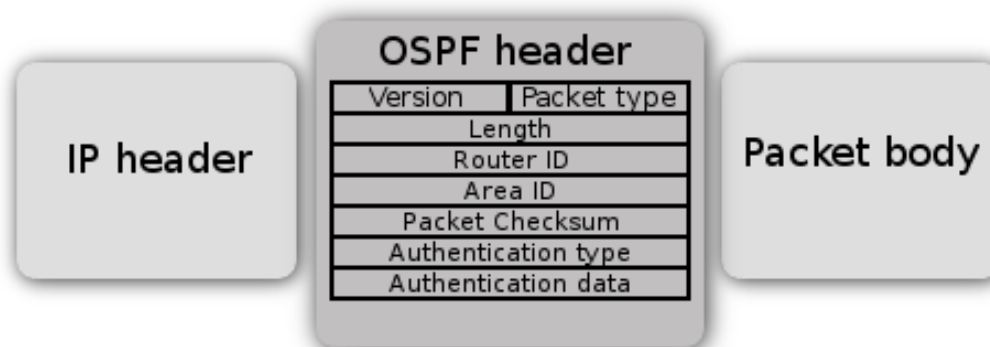 IP header
OSPF header
Version Packet type
Length
Router ID
Area ID
Packet Checksum
Authentication type
Authentication data
Packet body